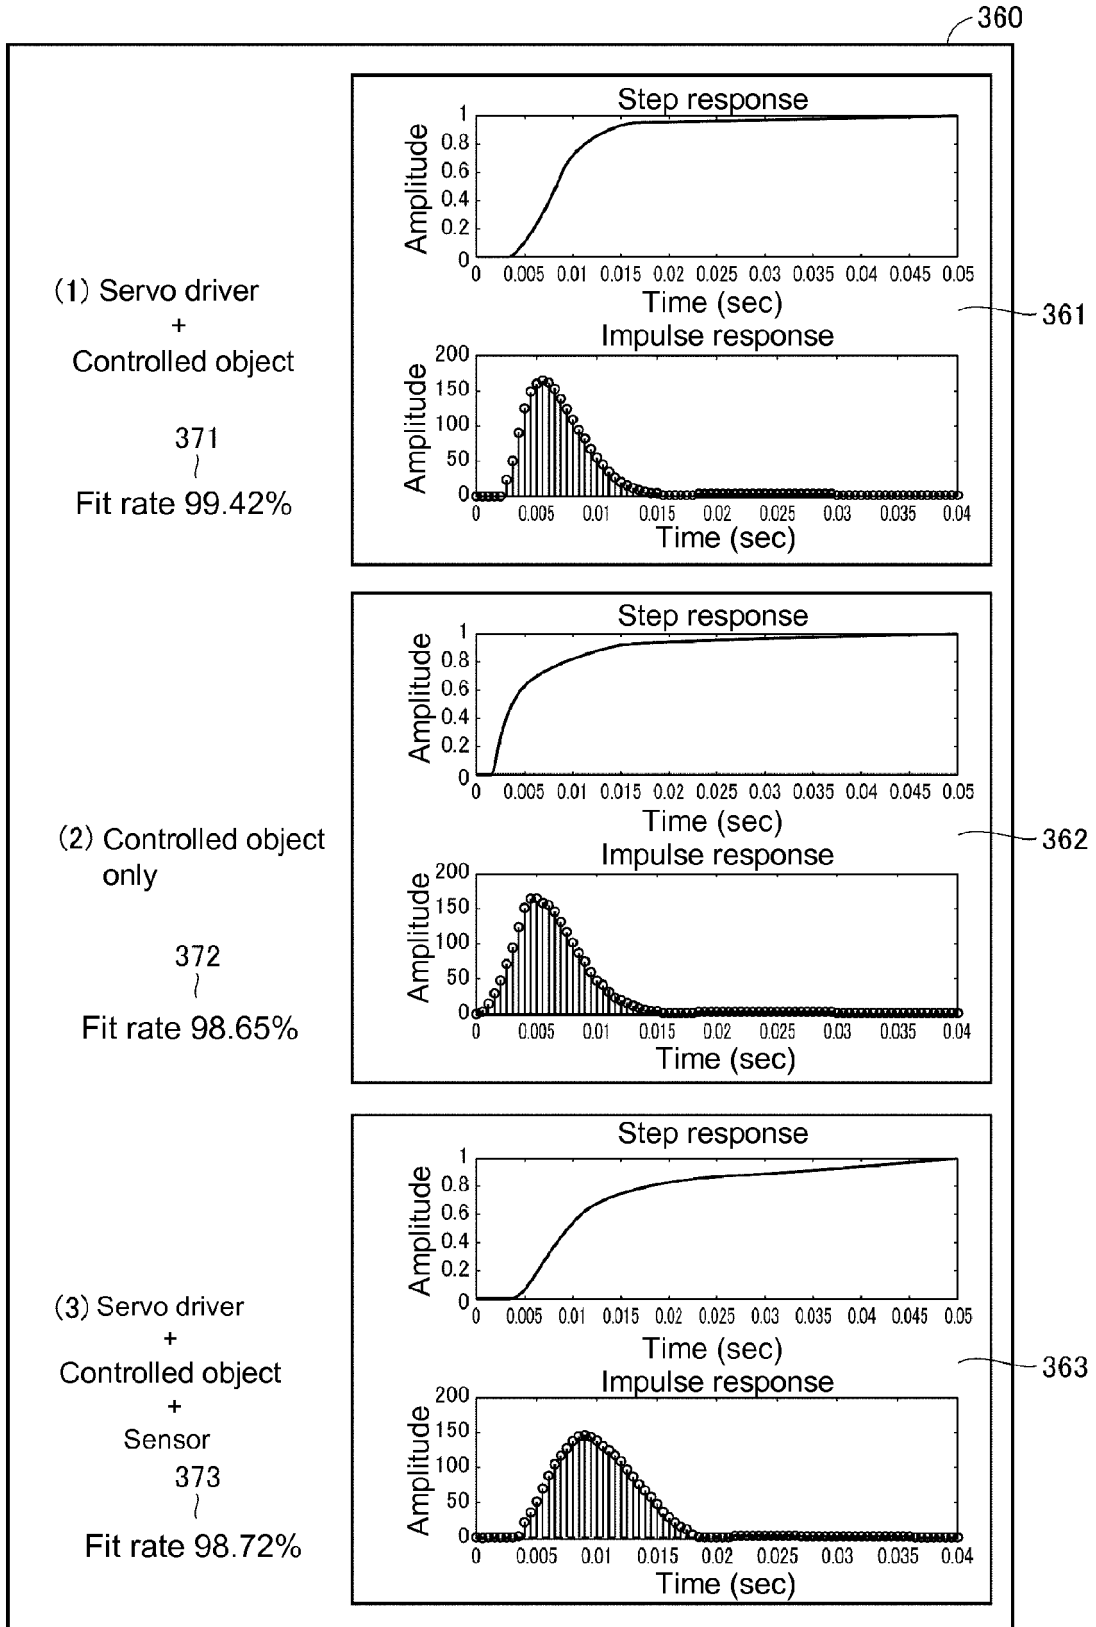 360
Step response
Amplitude
1
0.8
0.6
0.4
0.2
0
0 0.005 0.01 0.015 0.02 0.025 0.03 0.035 0.04 0.045 0.05
Time (sec)
361
(1) Servo driver
+
Controlled object
371
Fit rate 99.42%
Impulse response
Amplitude
200
150
100
50
0
0 0.005 0.01 0.015 0.02 0.025 0.03 0.035 0.04
Time (sec)
Step response
Amplitude
1
0.8
0.6
0.4
0.2
0
0 0.005 0.01 0.015 0.02 0.025 0.03 0.035 0.04 0.045 0.05
Time (sec)
362
(2) Controlled object
only
372
Fit rate 98.65%
Impulse response
Amplitude
200
150
100
50
0
0 0.005 0.01 0.015 0.02 0.025 0.03 0.035 0.04
Time (sec)
Step response
Amplitude
1
0.8
0.6
0.4
0.2
0
0 0.005 0.01 0.015 0.02 0.025 0.03 0.035 0.04 0.045 0.05
Time (sec)
363
(3) Servo driver
+
Controlled object
+
Sensor
373
Fit rate 98.72%
Impulse response
Amplitude
200
150
100
50
0
0 0.005 0.01 0.015 0.02 0.025 0.03 0.035 0.04
Time (sec)